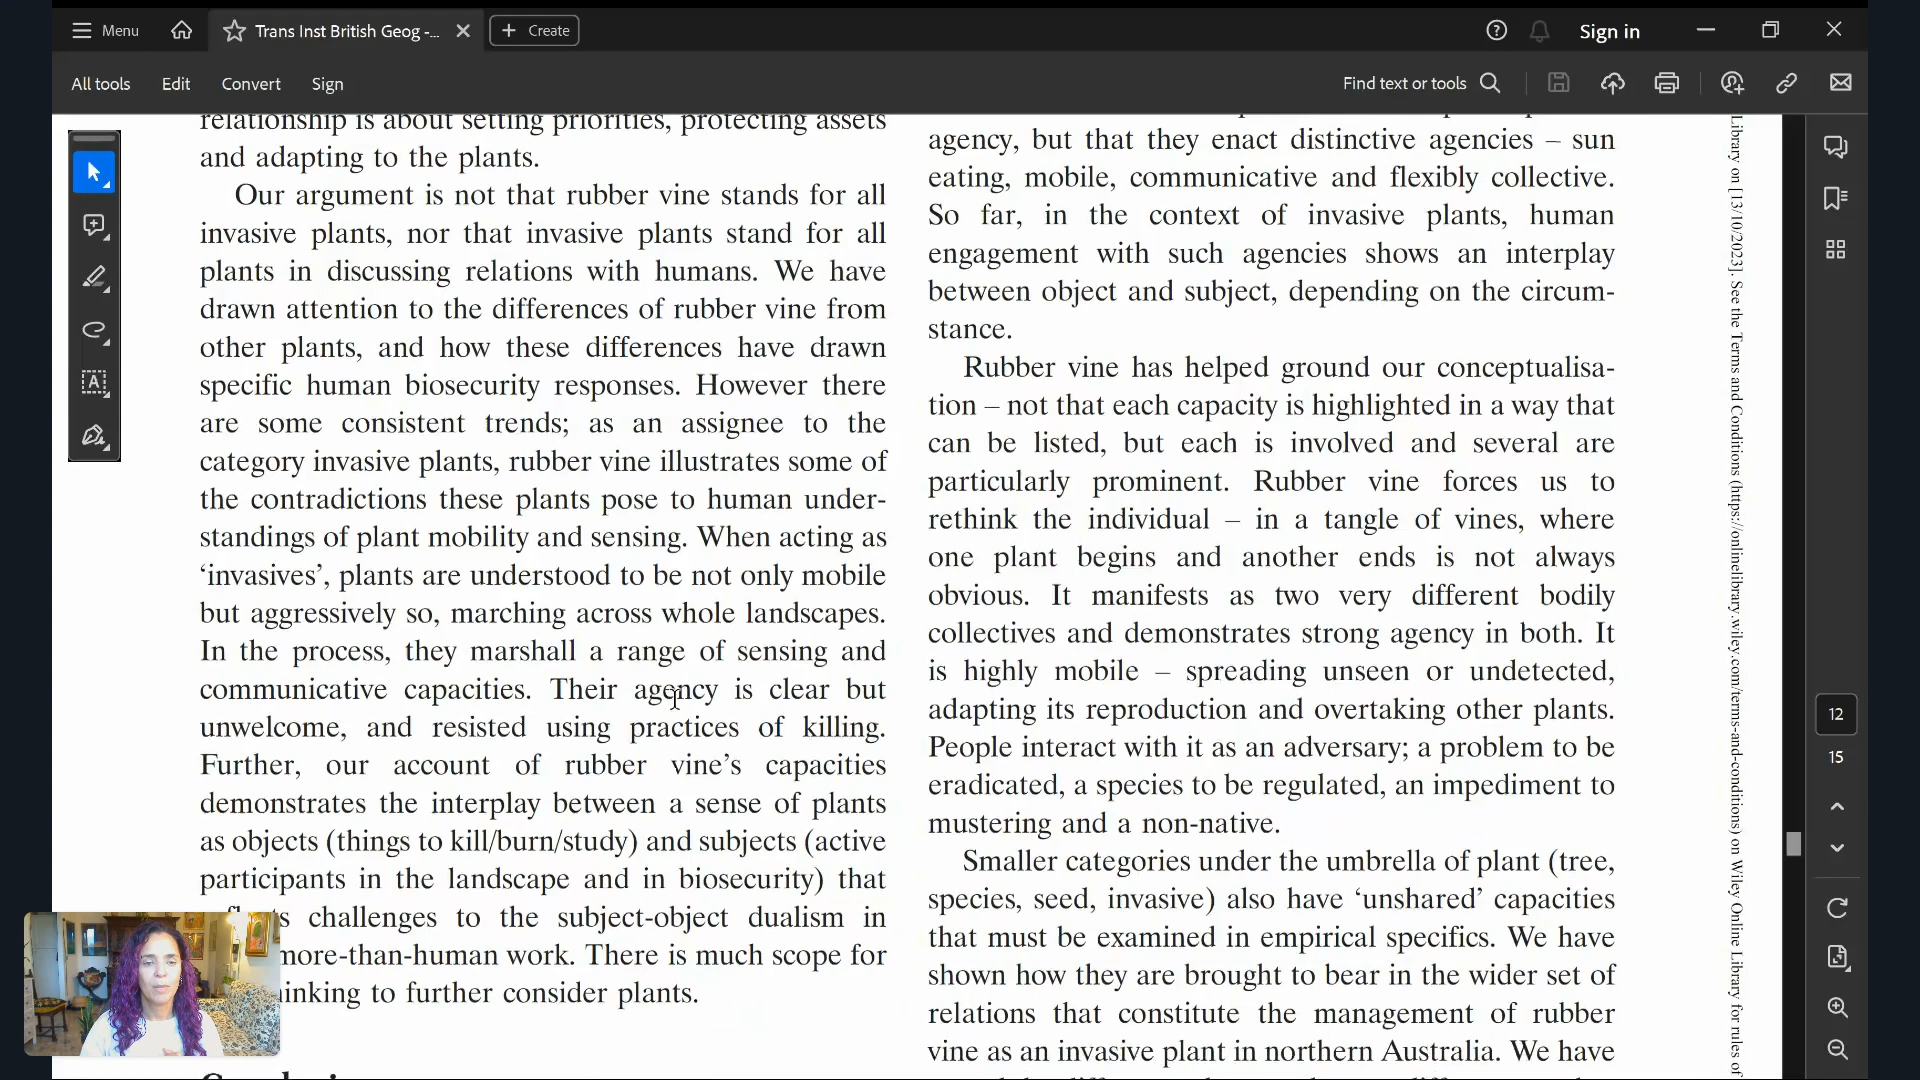 Menu
Trans Inst British Geog -...
Create
Sign in
All tools
Edit
Convert
Sign
Find text or tools
relationship is about setting priorities, protecting assets
and adapting to the plants.
Our argument is not that rubber vine stands for all
invasive plants, nor that invasive plants stand for all
plants in discussing relations with humans. We have
drawn attention to the differences of rubber vine from
other plants, and how these differences have drawn
specific human biosecurity responses. However there
are some consistent trends; as an assignee to the
category invasive plants, rubber vine illustrates some of
the contradictions these plants pose to human under-
standings of plant mobility and sensing. When acting as
‘invasives’, plants are understood to be not only mobile
but aggressively so, marching across whole landscapes.
In the process, they marshall a range of sensing and
communicative capacities. Their agency is clear but
unwelcome, and resisted using practices of killing.
Further, our account of rubber vine’s capacities
demonstrates the interplay between a sense of plants
as objects (things to kill/burn/study) and subjects (active
participants in the landscape and in biosecurity) that
challenges to the subject-object dualism in
more-than-human work. There is much scope for
to further consider plants.
agency, but that they enact distinctive agencies – sun
eating, mobile, communicative and flexibly collective.
So far, in the context of invasive plants, human
engagement with such agencies shows an interplay
between object and subject, depending on the circum-
stance.
Rubber vine has helped ground our conceptualisa-
tion – not that each capacity is highlighted in a way that
can be listed, but each is involved and several are
particularly prominent. Rubber vine forces us to
rethink the individual – in a tangle of vines, where
one plant begins and another ends is not always
obvious. It manifests as two very different bodily
collectives and demonstrates strong agency in both. It
is highly mobile – spreading unseen or undetected,
adapting its reproduction and overtaking other plants.
People interact with it as an adversary; a problem to be
eradicated, a species to be regulated, an impediment to
mustering and a non-native.
Smaller categories under the umbrella of plant (tree,
species, seed, invasive) also have ‘unshared’ capacities
that must be examined in empirical specifics. We have
shown how they are brought to bear in the wider set of
relations that constitute the management of rubber
vine as an invasive plant in northern Australia. We have
Library on [13/10/2023]. See the Terms and Conditions (https://onlinelibrary.wiley.com/terms-and-conditions) on Wiley Online Library for rules of
12
15